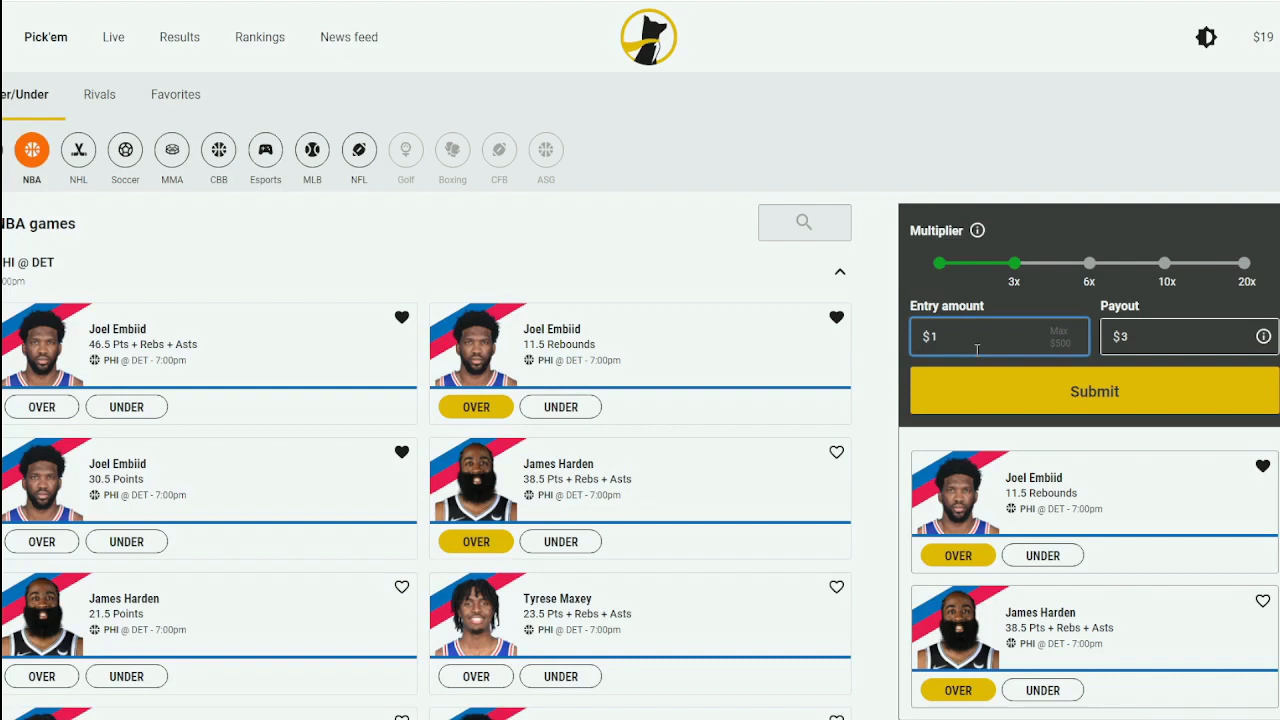 Pick'em
Live
Results
Rankings
News feed
$19
er/Under
Rivals
Favorites
NBA
NHL
Soccer
MMA
CBB
Esports
MLB
NFL
Golf
Boxing
CFB
ASG
NBA games
HI @ DET
:00pm
Joel Embiid
46.5 Pts + Rebs + Asts
PHI @ DET - 7:00pm
OVER
UNDER
Joel Embiid
11.5 Rebounds
PHI @ DET - 7:00pm
OVER
UNDER
Joel Embiid
30.5 Points
PHI @ DET - 7:00pm
OVER
UNDER
James Harden
38.5 Pts + Rebs + Asts
PHI @ DET - 7:00pm
OVER
UNDER
James Harden
21.5 Points
PHI @ DET - 7:00pm
OVER
UNDER
Tyrese Maxey
23.5 Pts + Rebs + Asts
PHI @ DET - 7:00pm
OVER
UNDER
Multiplier
3x
6x
10x
20x
Entry amount
$1
Max
$500
Payout
$3
Submit
Joel Embiid
11.5 Rebounds
PHI @ DET - 7:00pm
OVER
UNDER
James Harden
38.5 Pts + Rebs + Asts
PHI @ DET - 7:00pm
OVER
UNDER